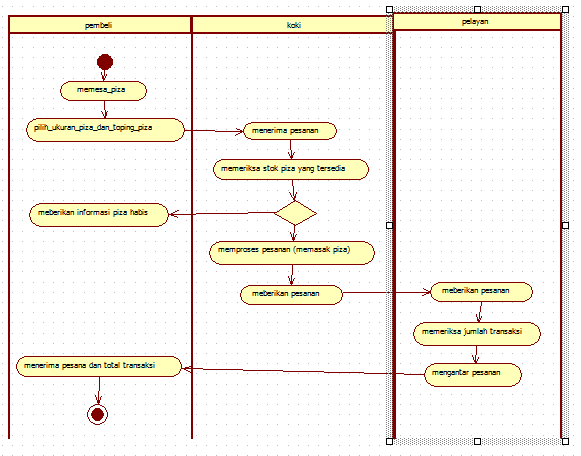 pembeli
koki
pelayan
memesa_piza
pilih_ukuran_piza_dan_toping_piza
menerima pesanan
memeriksa stok piza yang tersedia
meberikan informasi piza habis
memproses pesanan (memasak piza)
meberikan pesanan
meberikan pesanan
memeriksa jumlah transaksi
menerima pesana dan total transaksi
mengantar pesanan